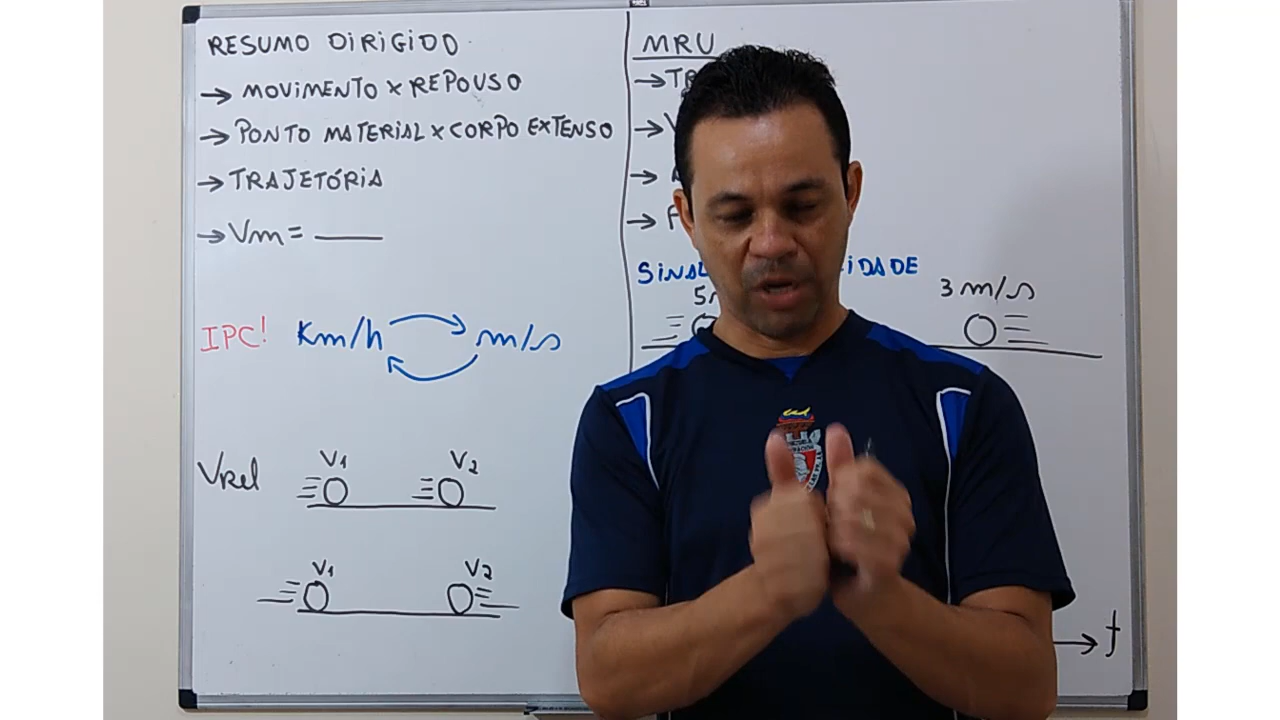 RESUMO DIRIGIDO
→ MOVIMENTO x REPOUSO
→ PONTO MATERIAL x CORPO EXTENSO
→ TRAJETÓRIA
→ Vm = ____
IPC! Km/h m/s
VRel V1 V2
V1 V2
MRU
→
→
→
→
3 m/s
t